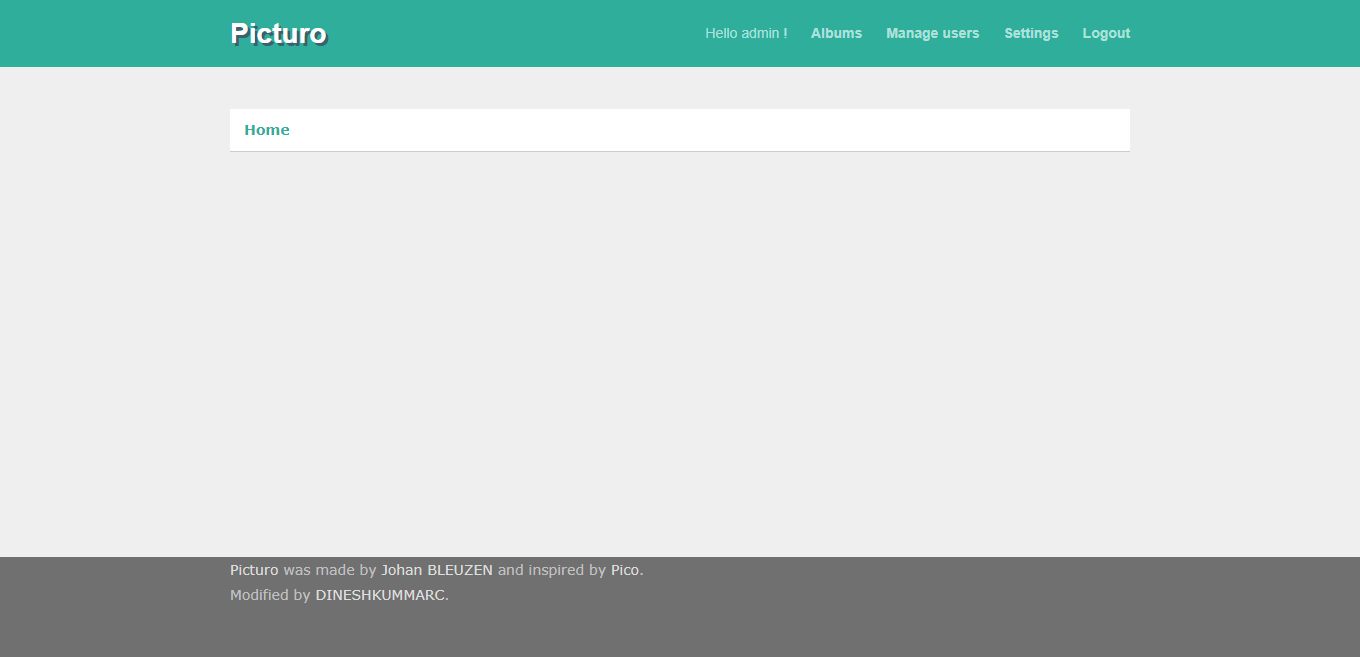 Picturo
Hello admin ! Albums Manage users Settings Logout
Home
Picturo was made by Johan BLEUZEN and inspired by Pico.
Modified by DINESHKUMMARC.